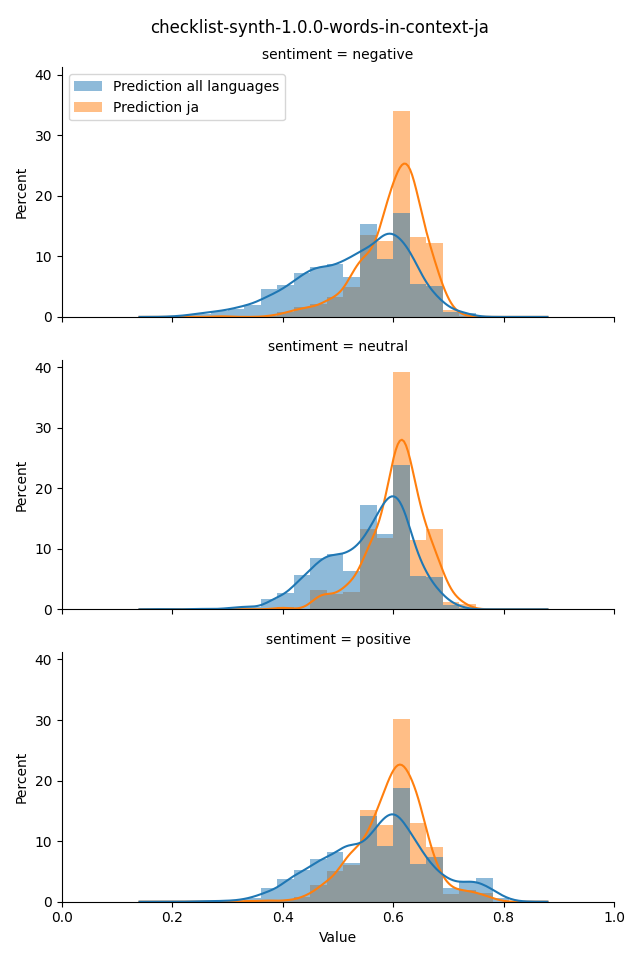 checklist-synth-1.0.0-words-in-context-ja
sentiment = negative
Prediction all languages
Prediction ja
40
30
20
10
0
Percent
sentiment = neutral
40
30
20
10
0
Percent
sentiment = positive
40
30
20
10
0
Percent
0.0 0.2 0.4 0.6 0.8 1.0
Value